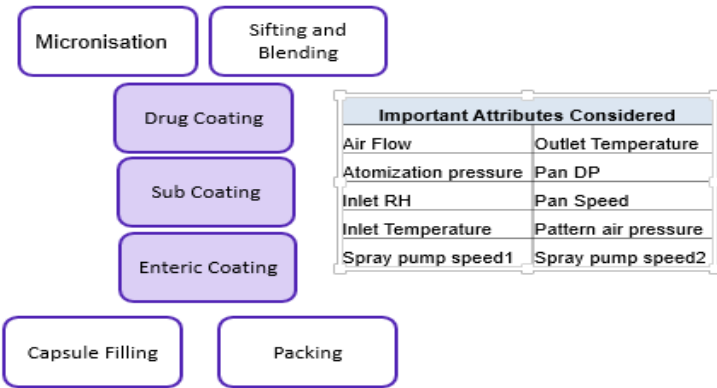 Micronisation
Sifting and
Blending
Drug Coating
Sub Coating
Enteric Coating
Important Attributes Considered
Air Flow Outlet Temperature
Atomization pressure Pan DP
Inlet RH Pan Speed
Inlet Temperature Pattern air pressure
Spray pump speed1 Spray pump speed2
Capsule Filling
Packing